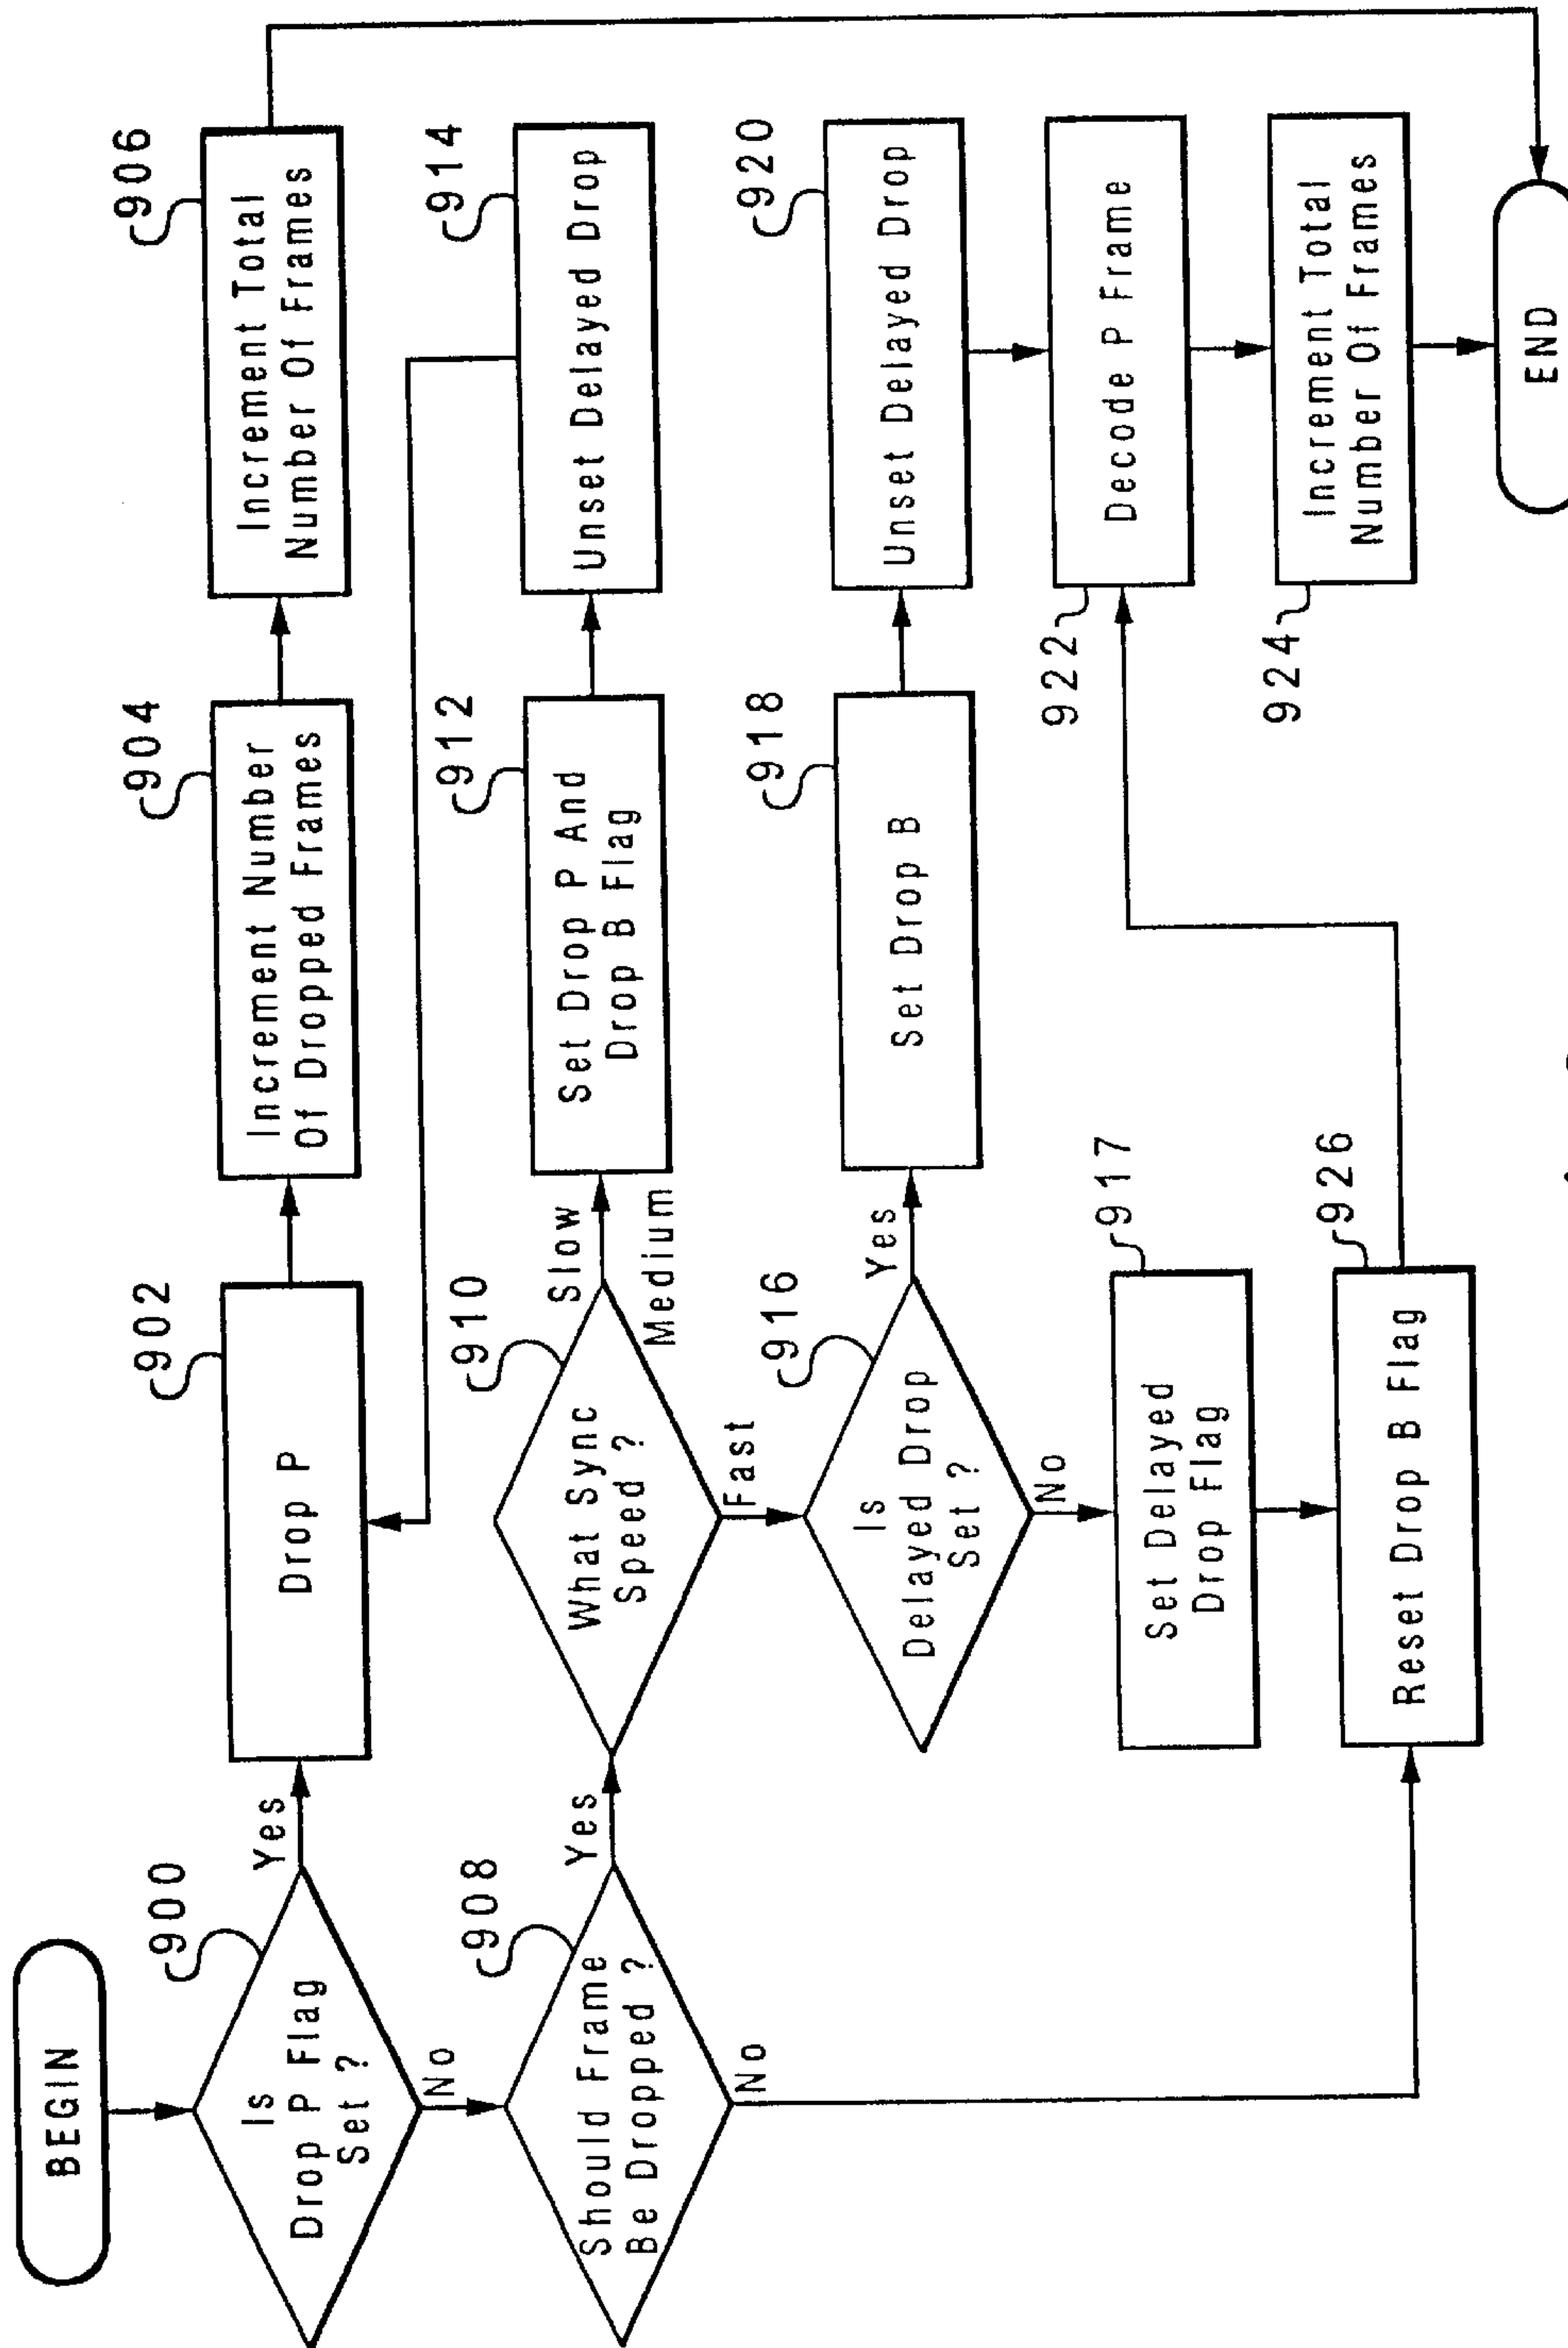 BEGIN
900
Is
Drop P Flag
Set ?
Yes
No
902
Drop P
904
Increment Number
Of Dropped Frames
906
Increment Total
Number Of Frames
908
Should Frame
Be Dropped ?
Yes
No
910
What Sync
Speed ?
Slow
Medium
Fast
912
Set Drop P And
Drop B Flag
914
Unset Delayed Drop
916
Is
Delayed Drop
Set ?
Yes
No
918
Set Drop B
920
Unset Delayed Drop
917
Set Delayed
Drop Flag
922
Decode P Frame
926
Reset Drop B Flag
924
Increment Total
Number Of Frames
END